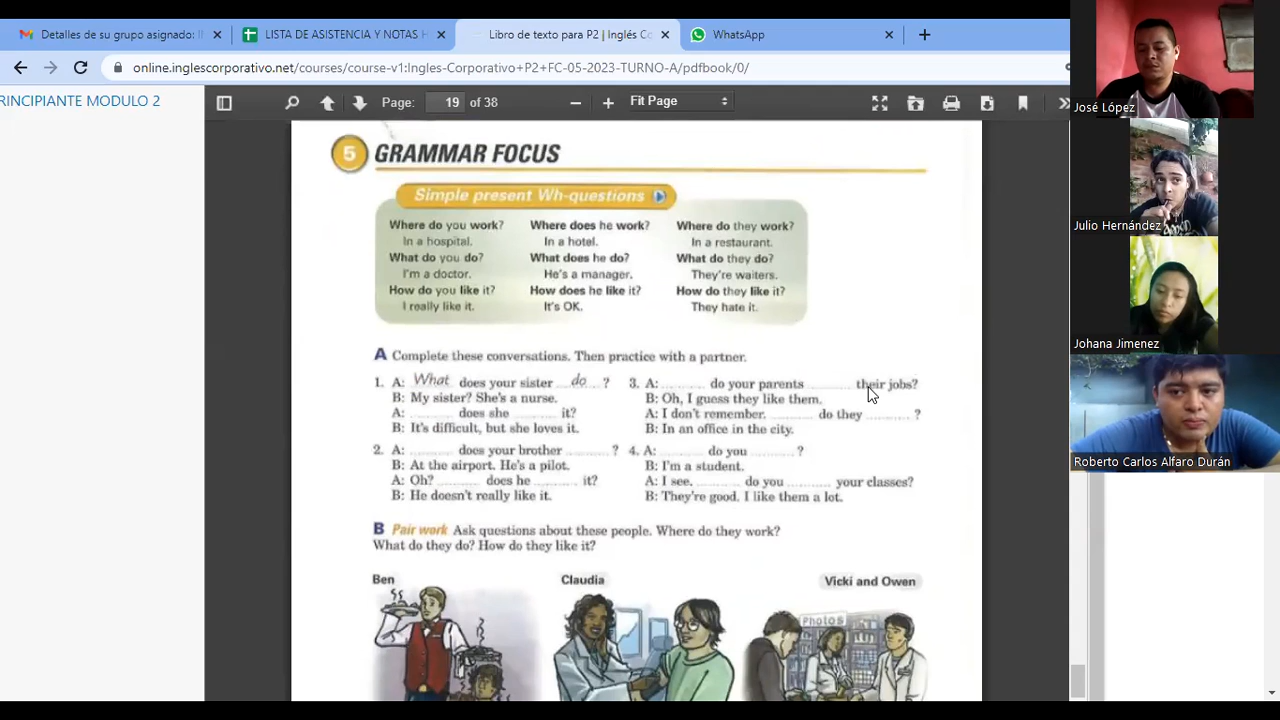 Detalles de su grupo asignado: I
LISTA DE ASISTENCIA Y NOTAS H
Libro de texto para P2 | Inglés Co
WhatsApp
online.inglescorporativo.net/courses/course-v1:Ingles-Corporativo+P2+FC-05-2023-TURNO-A/pdfbook/0/
RINCIPIANTE MODULO 2
Page: 19 of 38
Fit Page
5 GRAMMAR FOCUS
Simple present Wh-questions
Where do you work? Where does he work? Where do they work?
In a hospital. In a hotel. In a restaurant.
What do you do? What does he do? What do they do?
I'm a doctor. He's a manager. They're waiters.
How do you like it? How does he like it? How do they like it?
I really like it. It's OK. They hate it.
A Complete these conversations. Then practice with a partner.
1. A: What does your sister do ?
B: My sister? She's a nurse.
A: ........ does she ........ it?
B: It's difficult, but she loves it.
2. A: ........ does your brother ........ ?
B: At the airport. He's a pilot.
A: Oh? ........ does he ........ it?
B: He doesn't really like it.
3. A: ........ do your parents ........ their jobs?
B: Oh, I guess they like them.
A: I don't remember. ........ do they ........ ?
B: In an office in the city.
4. A: ........ do you ........ ?
B: I'm a student.
A: I see. ........ do you ........ your classes?
B: They're good. I like them a lot.
B Pair work Ask questions about these people. Where do they work?
What do they do? How do they like it?
Ben
Claudia
Vicki and Owen
Photos
José López
Julio Hernández
Johana Jimenez
Roberto Carlos Alfaro Durán